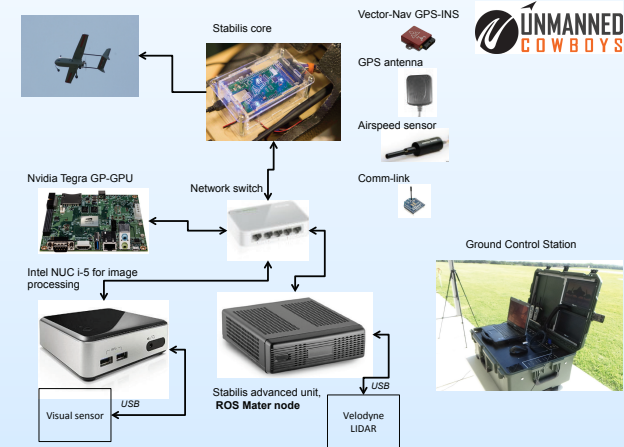 Stabilis core
Vector-Nav GPS-INS
UNMANNED
COWBOYS
GPS antenna
Airspeed sensor
Nvidia Tegra GP-GPU
Network switch
Comm-link
Ground Control Station
Intel NUC i-5 for image
processing
USB
Visual sensor
Stabilis advanced unit,
ROS Mater node
USB
Velodyne
LIDAR